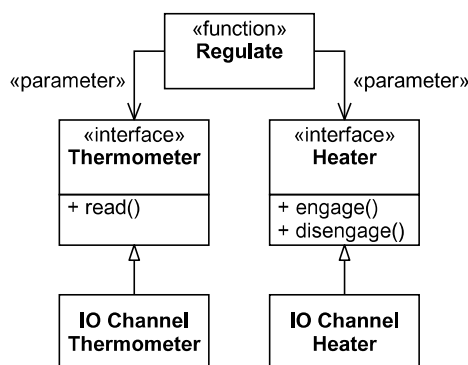 «function»
Regulate
«parameter»
«parameter»
«interface»
Thermometer
+ read()
«interface»
Heater
+ engage()
+ disengage()
IO Channel
Thermometer
IO Channel
Heater